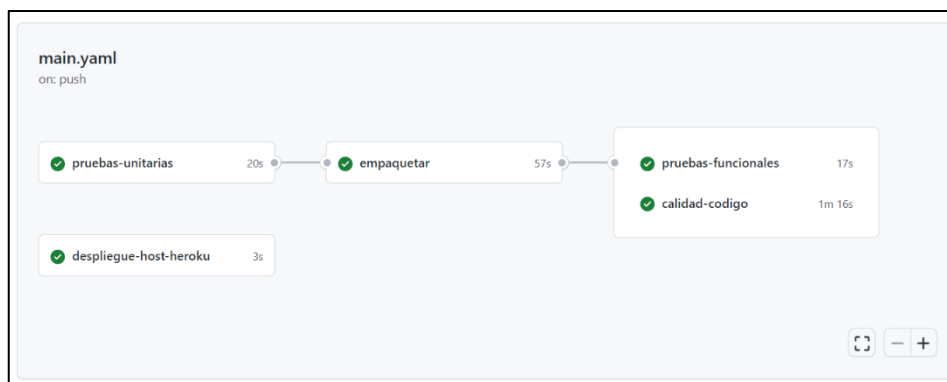 main.yaml
on: push
pruebas-unitarias 20s
empaquetar 57s
pruebas-funcionales 17s
calidad-codigo 1m 16s
despliegue-host-heroku 3s